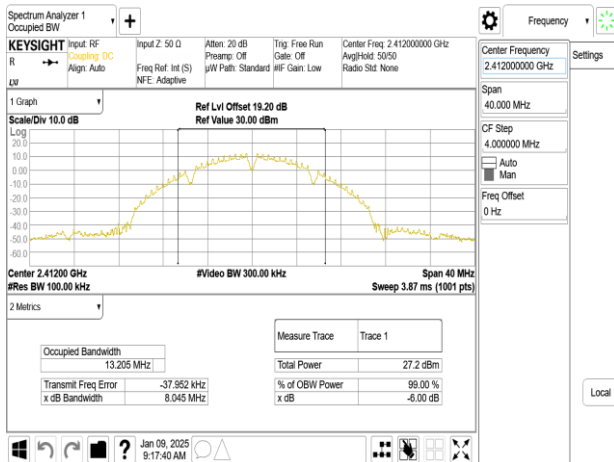 Spectrum Analyzer 1
Occupied BW
Frequency
KEYSIGHT
R
Input: RF
Coupling: DC
Align: Auto
Input Z: 50 Ω
Freq Ref: Int (S)
NFE: Adaptive
Atten: 20 dB
Preamp: Off
µW Path: Standard
Trig: Free Run
Gate: Off
#IF Gain: Low
Center Freq: 2.412000000 GHz
Avg|Hold: 50/50
Radio Std: None
Center Frequency
2.412000000 GHz
Settings
Span
40.000 MHz
CF Step
4.000000 MHz
Auto
Man
Freq Offset
0 Hz
Local
1 Graph
Scale/Div 10.0 dB
Ref Lvl Offset 19.20 dB
Ref Value 30.00 dBm
Log
20.0
10.0
0.00
-10.0
-20.0
-30.0
-40.0
-50.0
-60.0
Center 2.41200 GHz
#Res BW 100.00 kHz
#Video BW 300.00 kHz
Span 40 MHz
Sweep 3.87 ms (1001 pts)
2 Metrics
Occupied Bandwidth
13.205 MHz
Transmit Freq Error -37.952 kHz
x dB Bandwidth 8.045 MHz
Measure Trace Trace 1
Total Power 27.2 dBm
% of OBW Power 99.00 %
x dB -6.00 dB
?
Jan 09, 2025
9:17:40 AM